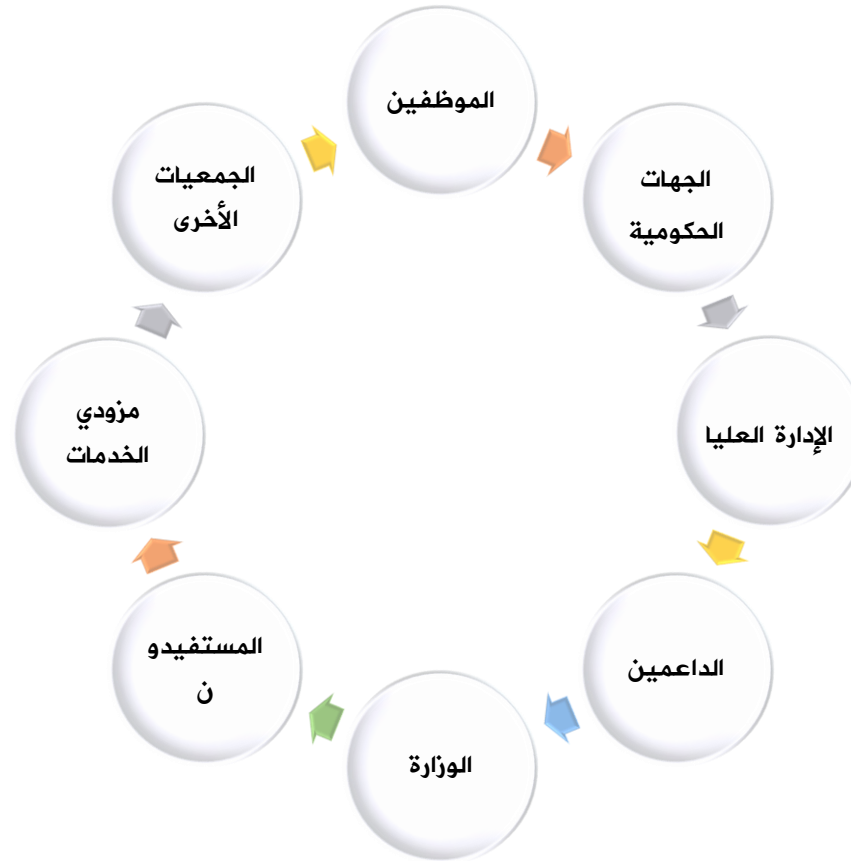 الموظفين
الجهات
الحكومية
الإدارة العليا
الداعمين
الوزارة
المستفيدو
ن
مزودي
الخدمات
الجمعيات
الأخرى